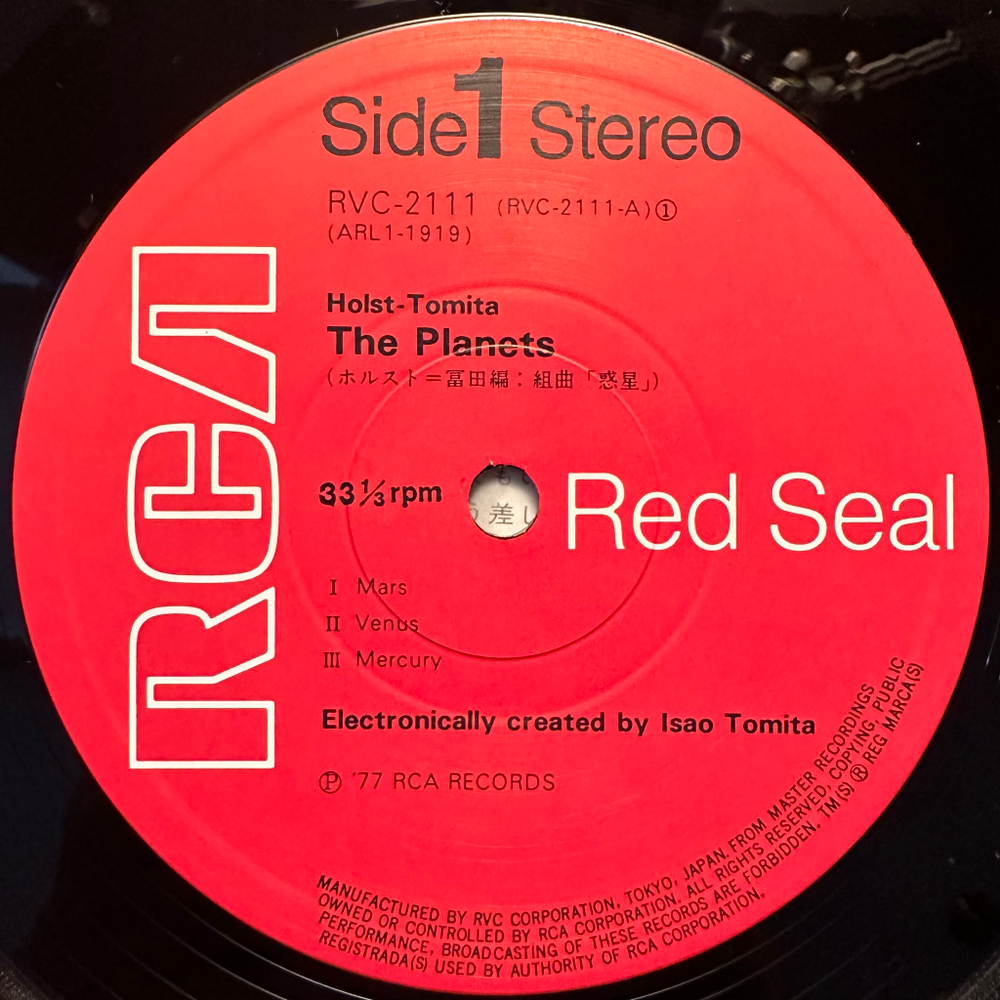 Side 1 Stereo
RVC-2111 (RVC-2111-A)①
(ARL1-1919)
Holst-Tomita
The Planets
(ホルスト=冨田編:組曲「惑星」)
RCA
33⅓rpm
差し
Red Seal
I Mars
II Venus
III Mercury
Electronically created by Isao Tomita
Ⓟ '77 RCA RECORDS
MANUFACTURED BY RVC CORPORATION, TOKYO, JAPAN. FROM MASTER RECORDINGS
OWNED OR CONTROLLED BY RCA CORPORATION. ALL RIGHTS RESERVED, COPYING, PUBLIC
PERFORMANCE, BROADCASTING OF THESE RECORDS ARE FORBIDDEN. TM(S) ® REG MARCA(S)
REGISTRADA(S) USED BY AUTHORITY OF RCA CORPORATION.